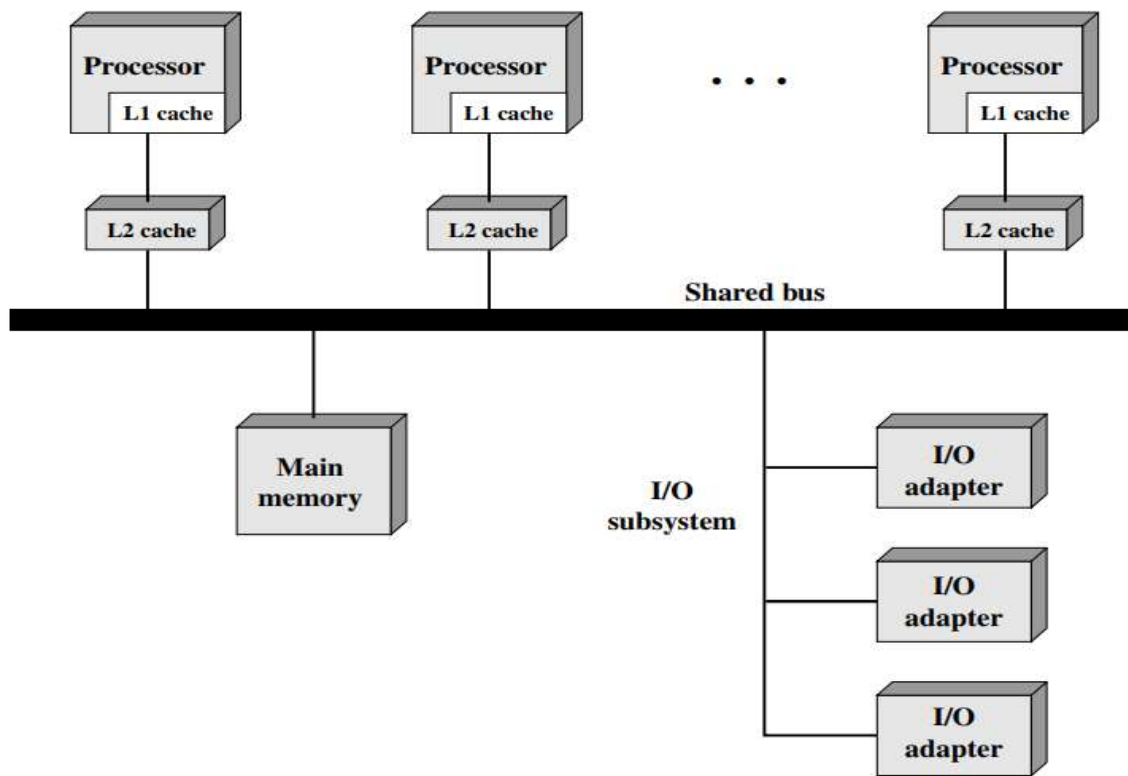 Processor
L1 cache
L2 cache
Processor
L1 cache
L2 cache
. . .
Processor
L1 cache
L2 cache
Shared bus
Main
memory
I/O
subsystem
I/O
adapter
I/O
adapter
I/O
adapter